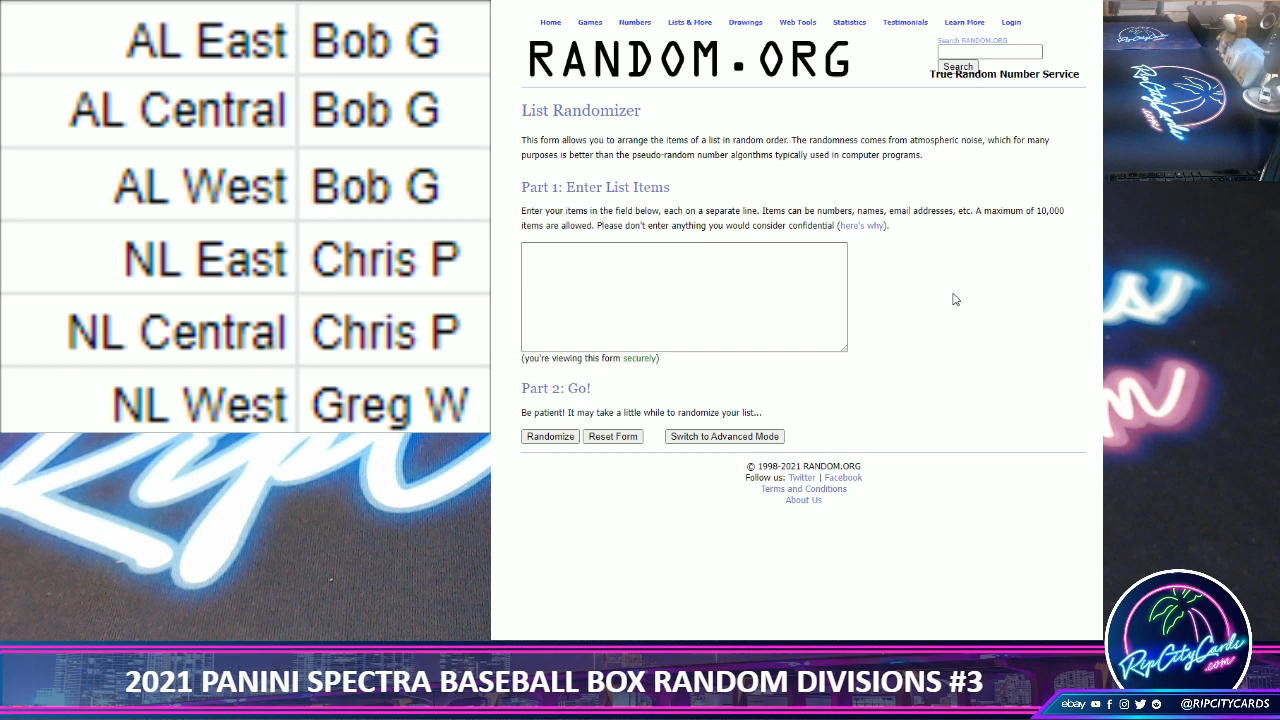 AL East Bob G
AL Central Bob G
AL West Bob G
NL East Chris P
NL Central Chris P
NL West Greg W
Home Games Numbers Lists & More Drawings Web Tools Statistics Testimonials Learn More Login
RANDOM.ORG
Search RANDOM.ORG
Search
True Random Number Service
List Randomizer
This form allows you to arrange the items of a list in random order. The randomness comes from atmospheric noise, which for many
purposes is better than the pseudo-random number algorithms typically used in computer programs.
Part 1: Enter List Items
Enter your items in the field below, each on a separate line. Items can be numbers, names, email addresses, etc. A maximum of 10,000
items are allowed. Please don't enter anything you would consider confidential (here's why).
(you're viewing this form securely)
Part 2: Go!
Be patient! It may take a little while to randomize your list...
Randomize Reset Form Switch to Advanced Mode
© 1998-2021 RANDOM.ORG
Follow us: Twitter | Facebook
Terms and Conditions
About Us
RipCityCards
.com
RipCityCards
.com
2021 PANINI SPECTRA BASEBALL BOX RANDOM DIVISIONS #3
ebay @RIPCITYCARDS